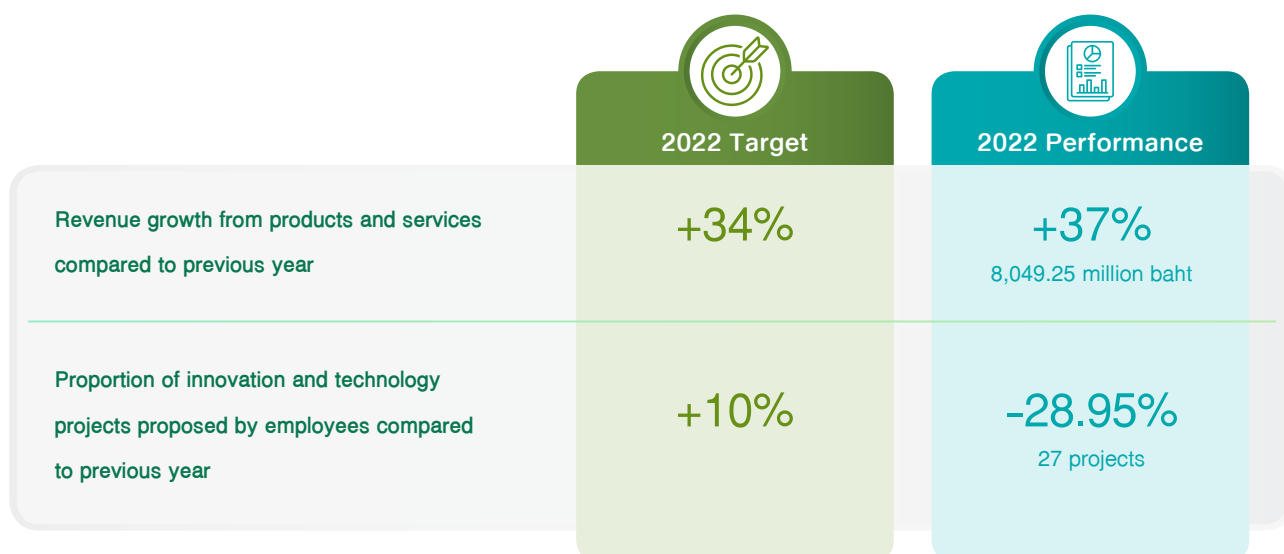 2022 Target
2022 Performance
Revenue growth from products and services
compared to previous year
+34%
+37%
8,049.25 million baht
Proportion of innovation and technology
projects proposed by employees compared
to previous year
+10%
-28.95%
27 projects